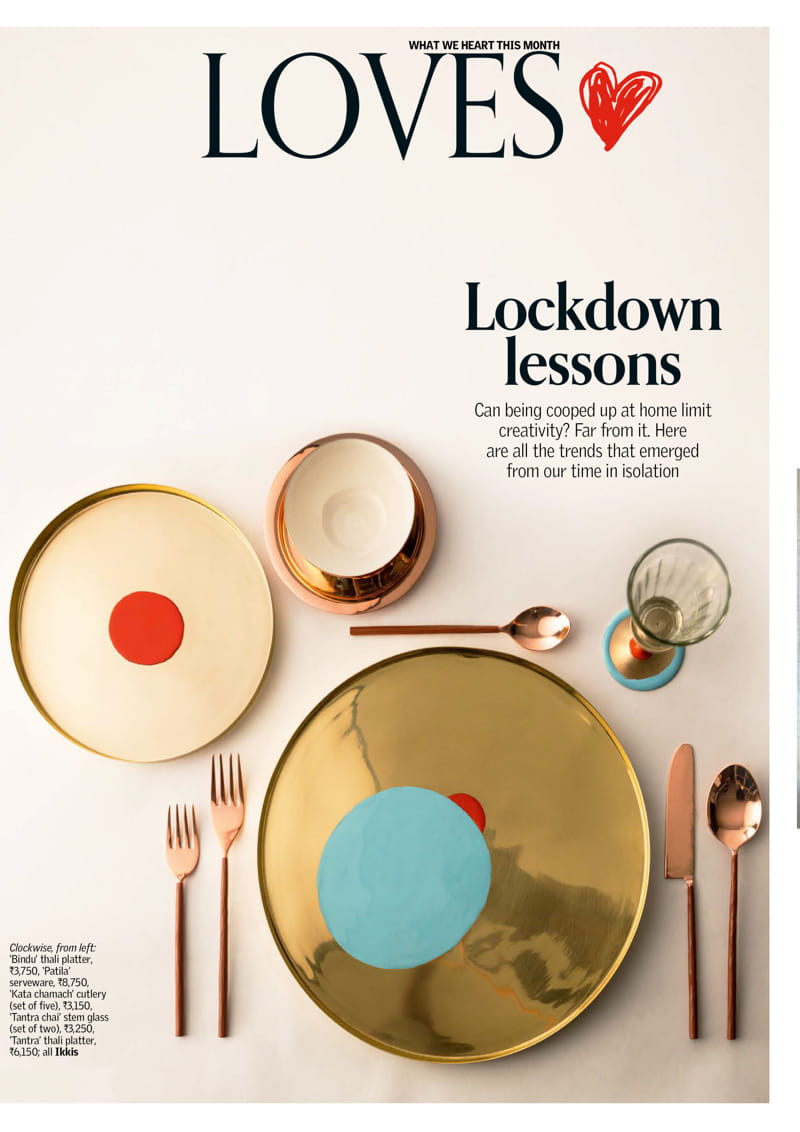 WHAT WE HEART THIS MONTH
LOVES
Lockdown
lessons
Can being cooped up at home limit
creativity? Far from it. Here
are all the trends that emerged
from our time in isolation
Clockwise, from left:
‘Bindu’ thali platter,
₹3,750, ‘Patila’
serveware, ₹8,750,
‘Kata chamach’ cutlery
(set of five), ₹3,150,
‘Tantra chai’ stem glass
(set of two), ₹3,250,
‘Tantra’ thali platter,
₹6,150; all Ikkis